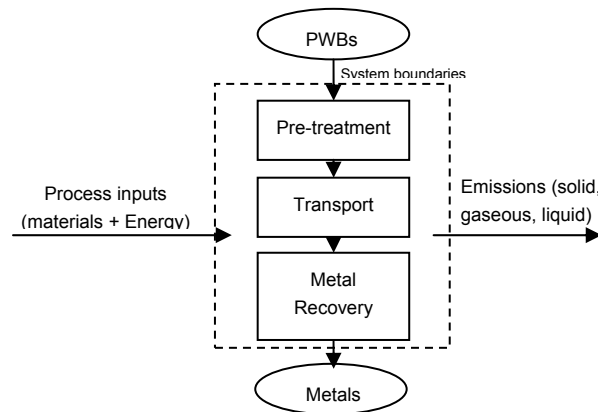 PWBs
System boundaries
Pre-treatment
Process inputs
(materials + Energy)
Transport
Emissions (solid,
gaseous, liquid)
Metal
Recovery
Metals